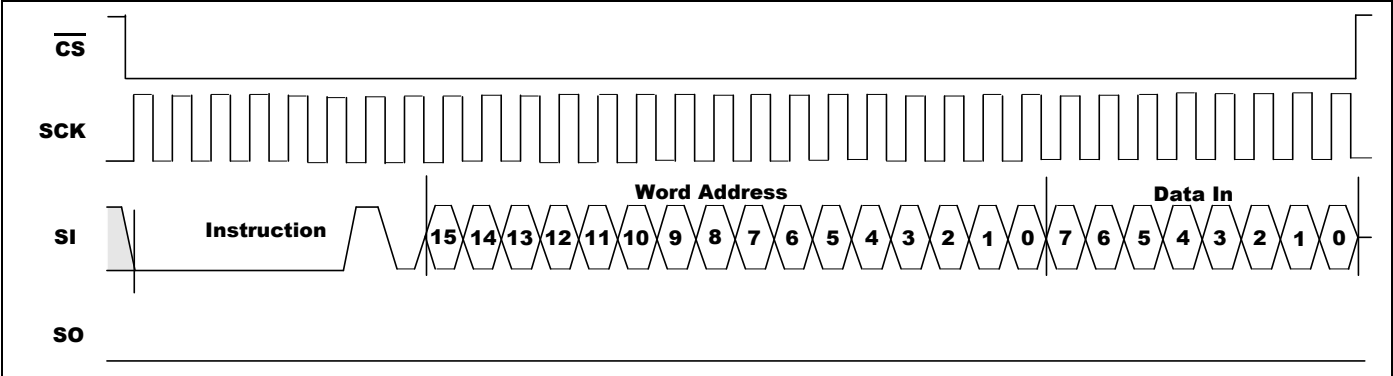 CS
SCK
Word Address
Data In
SI
Instruction
15 14 13 12 11 10 9 8 7 6 5 4 3 2 1 0 7 6 5 4 3 2 1 0
SO